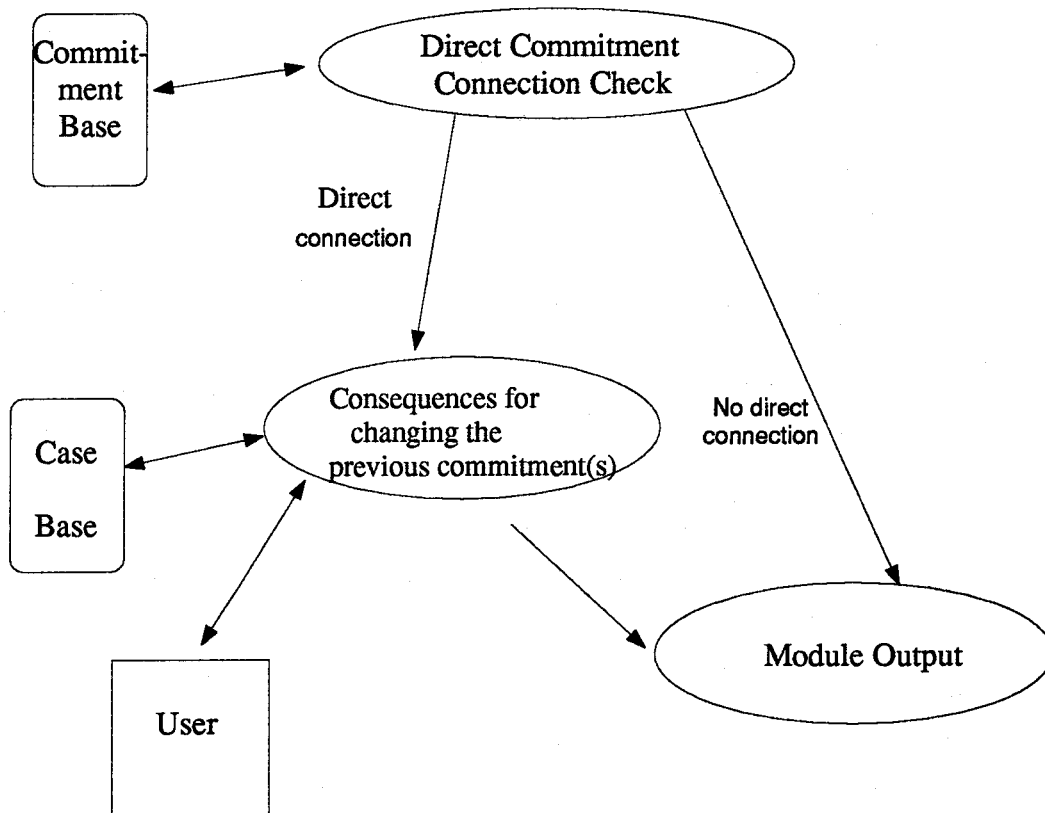 Commit-
ment
Base
Direct Commitment
Connection Check
Direct
connection
No direct
connection
Consequences for
changing the
previous commitment(s)
Case
Base
Module Output
User